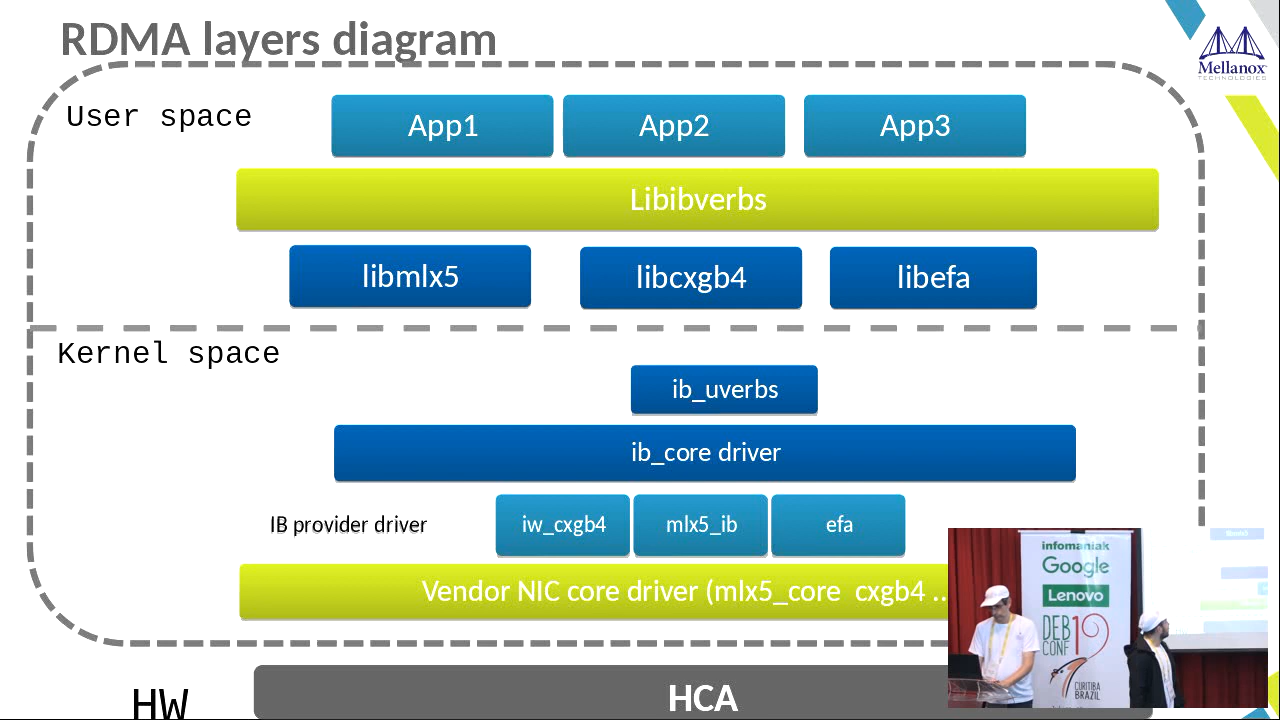 RDMA layers diagram
Mellanox
TECHNOLOGIES
User space
App1
App2
App3
Libibverbs
libmlx5
libcxgb4
libefa
Kernel space
ib_uverbs
ib_core driver
IB provider driver
iw_cxgb4
mlx5_ib
efa
Vendor NIC core driver (mlx5_core cxgb4 ..
HW
HCA
infomaniak
Google
Lenovo
DEB
CONF
19
CURITIBA
BRAZIL